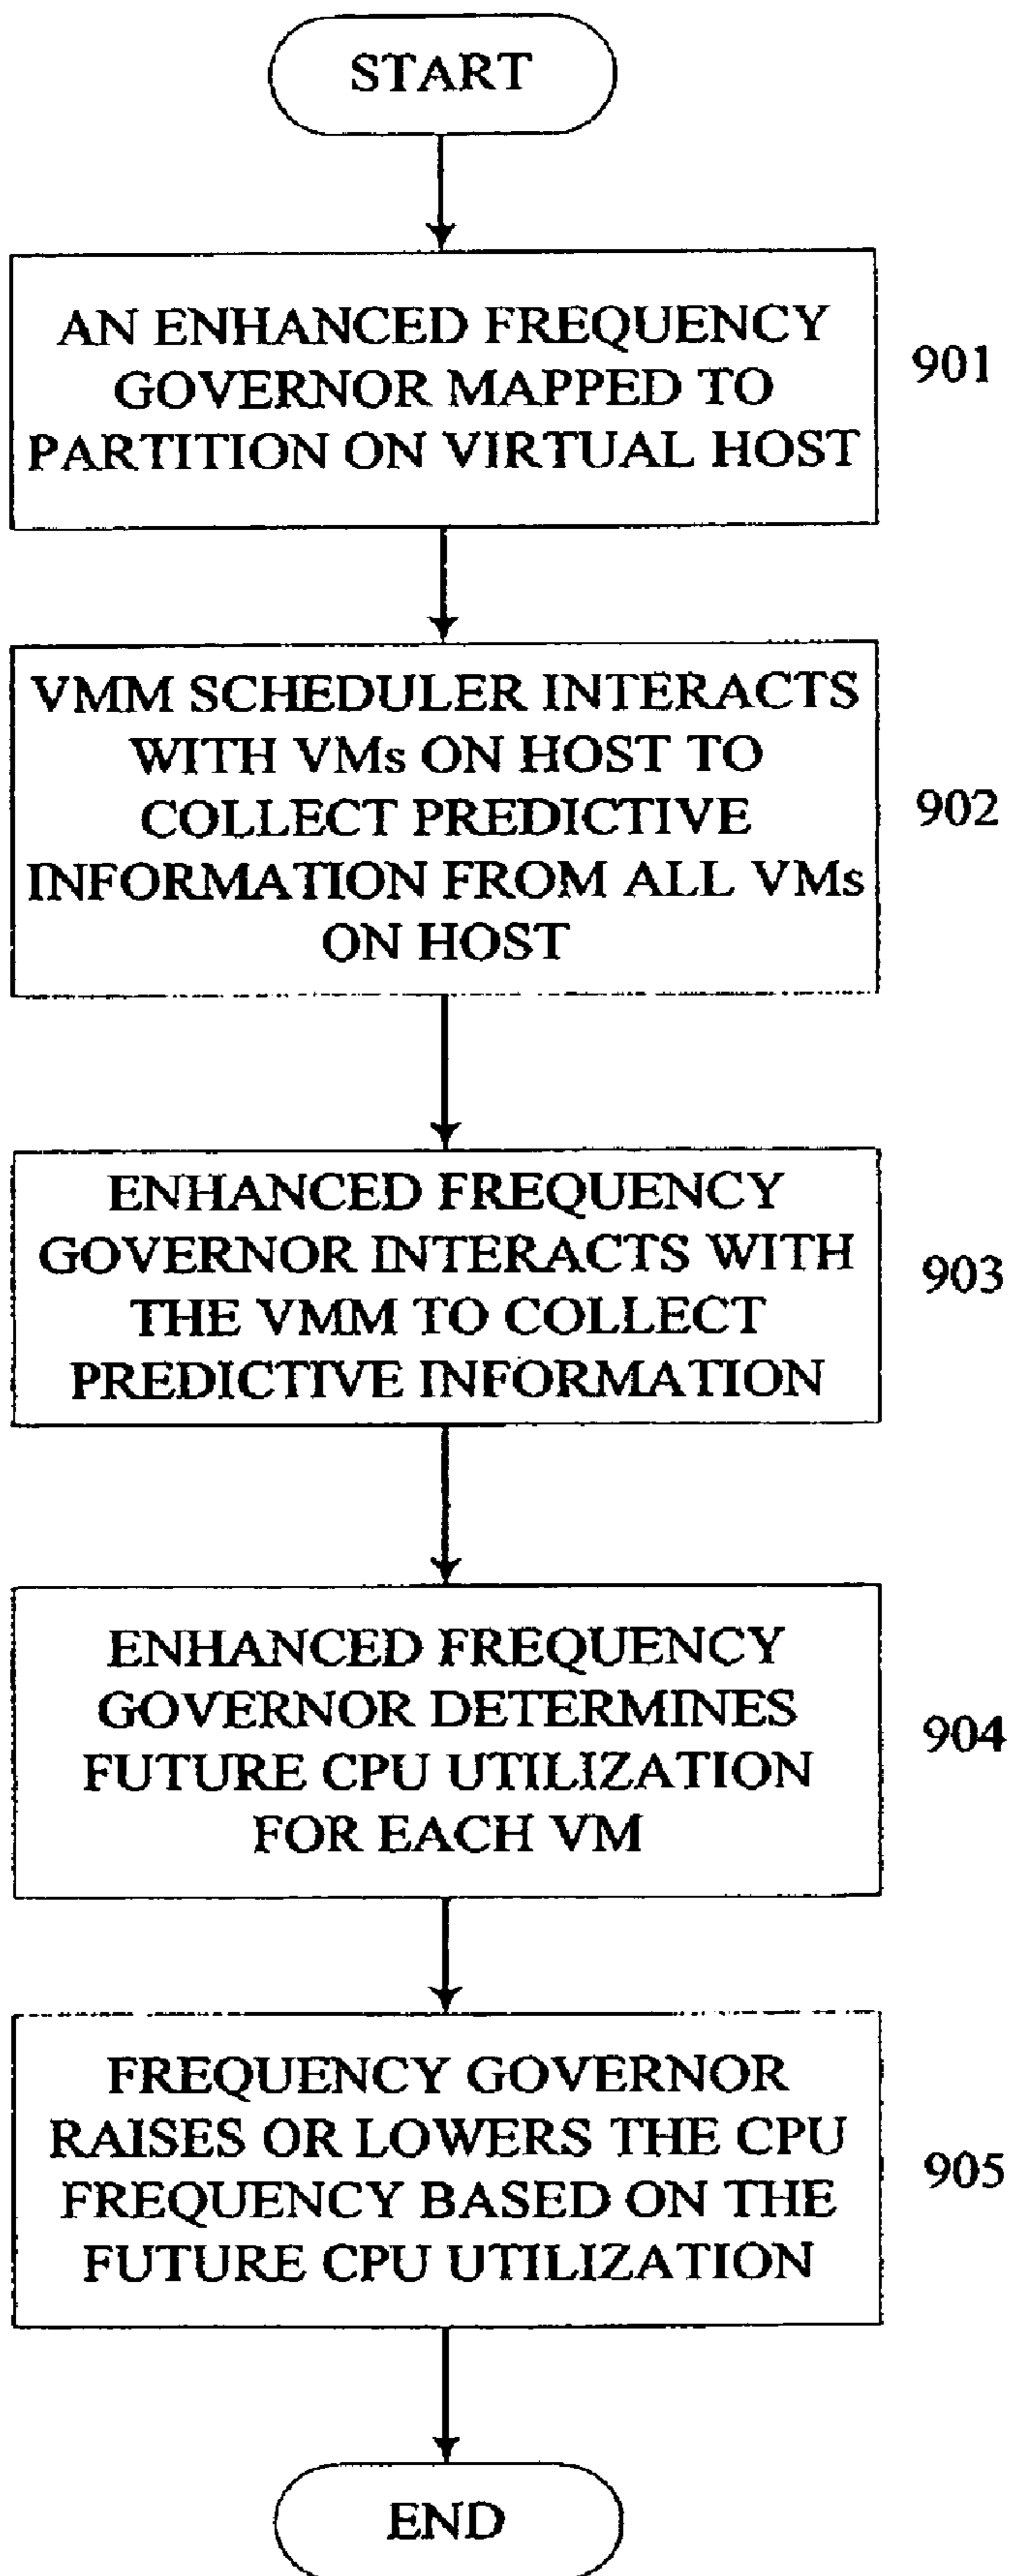 START
AN ENHANCED FREQUENCY
GOVERNOR MAPPED TO
PARTITION ON VIRTUAL HOST
901
VMM SCHEDULER INTERACTS
WITH VMs ON HOST TO
COLLECT PREDICTIVE
INFORMATION FROM ALL VMs
ON HOST
902
ENHANCED FREQUENCY
GOVERNOR INTERACTS WITH
THE VMM TO COLLECT
PREDICTIVE INFORMATION
903
ENHANCED FREQUENCY
GOVERNOR DETERMINES
FUTURE CPU UTILIZATION
FOR EACH VM
904
FREQUENCY GOVERNOR
RAISES OR LOWERS THE CPU
FREQUENCY BASED ON THE
FUTURE CPU UTILIZATION
905
END